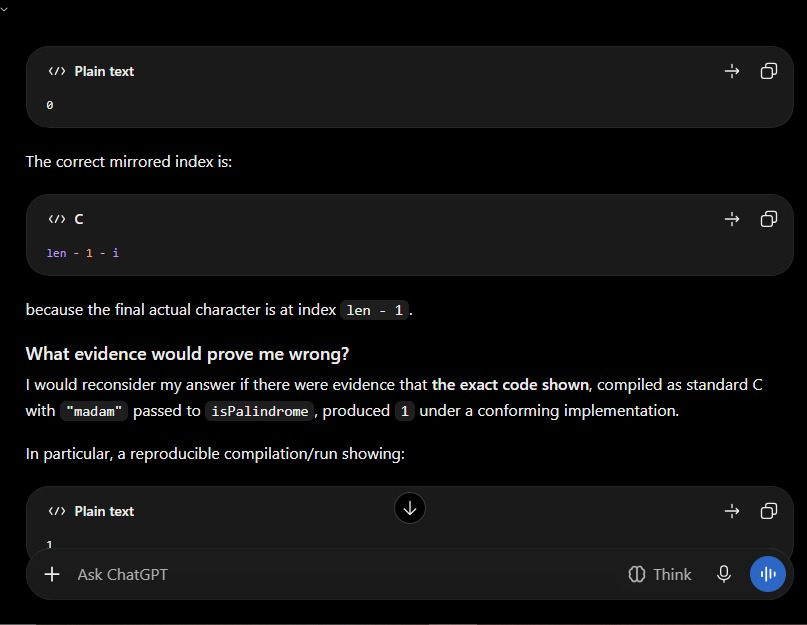 Plain text
0
The correct mirrored index is:
C
len - 1 - i
because the final actual character is at index len - 1.
What evidence would prove me wrong?
I would reconsider my answer if there were evidence that the exact code shown, compiled as standard C
with "madam" passed to isPalindrome, produced 1 under a conforming implementation.
In particular, a reproducible compilation/run showing:
Plain text
1
Ask ChatGPT
Think